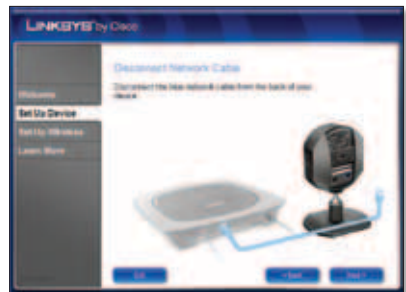 LINKSYS by Cisco
Disconnect Network Cable
Disconnect the blue network cable from the back of your
device.
Welcome
Set Up Device
Set Up Wireless
Learn More
Exit
< Back
Next >